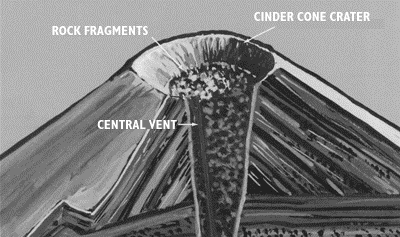 CINDER CONE CRATER
ROCK FRAGMENTS
CENTRAL VENT